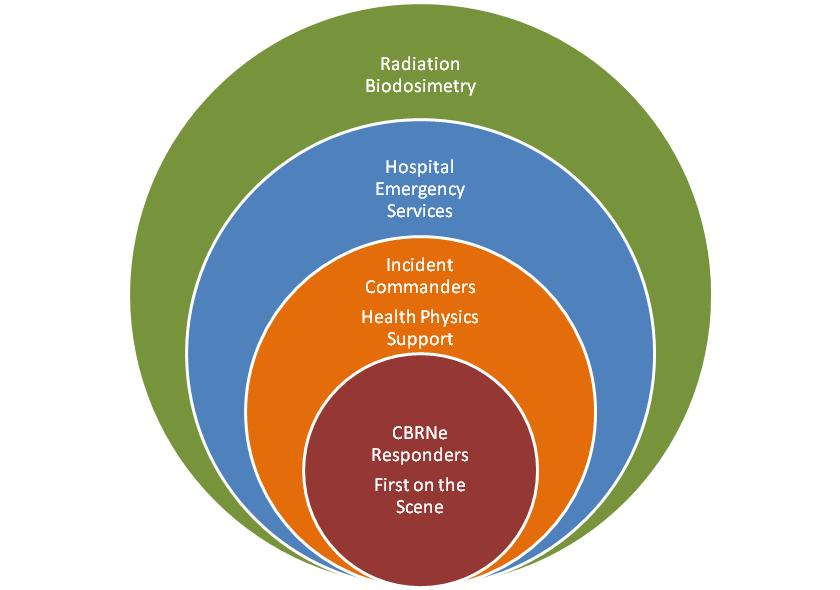 Radiation
Biodosimetry
Hospital
Emergency
Services
Incident
Commanders
Health Physics
Support
CBRNe
Responders
First on the
Scene